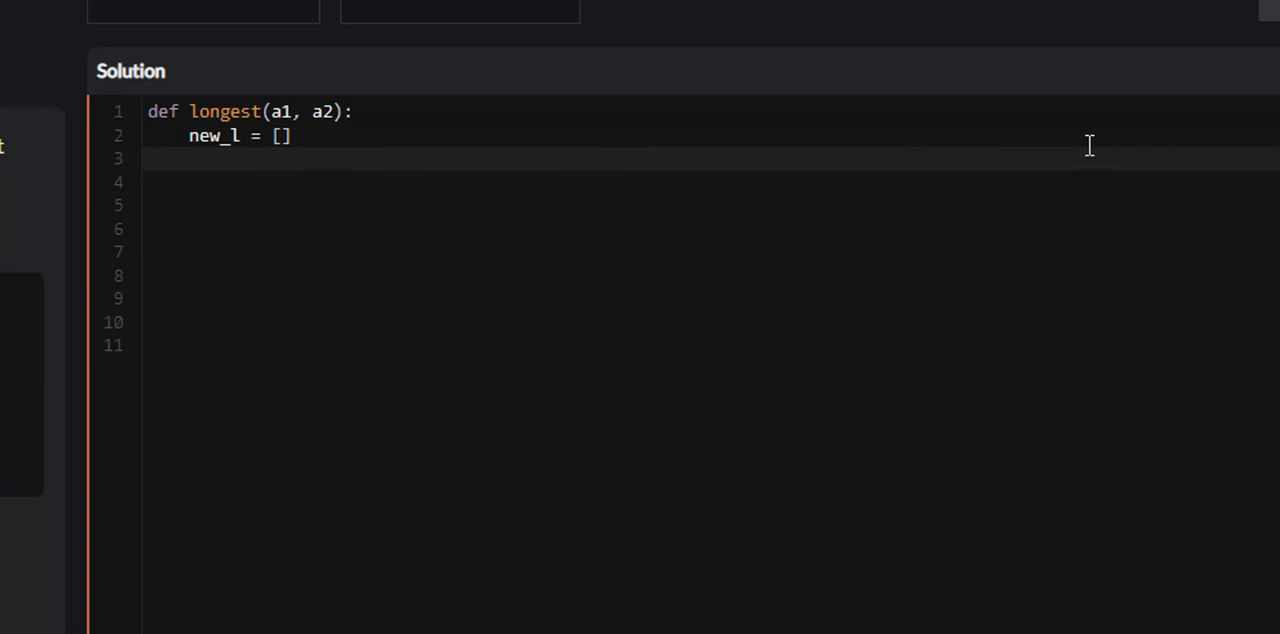 Solution
1 def longest(a1, a2):
t
2 new_l = []
3
4
5
6
7
8
9
10
11